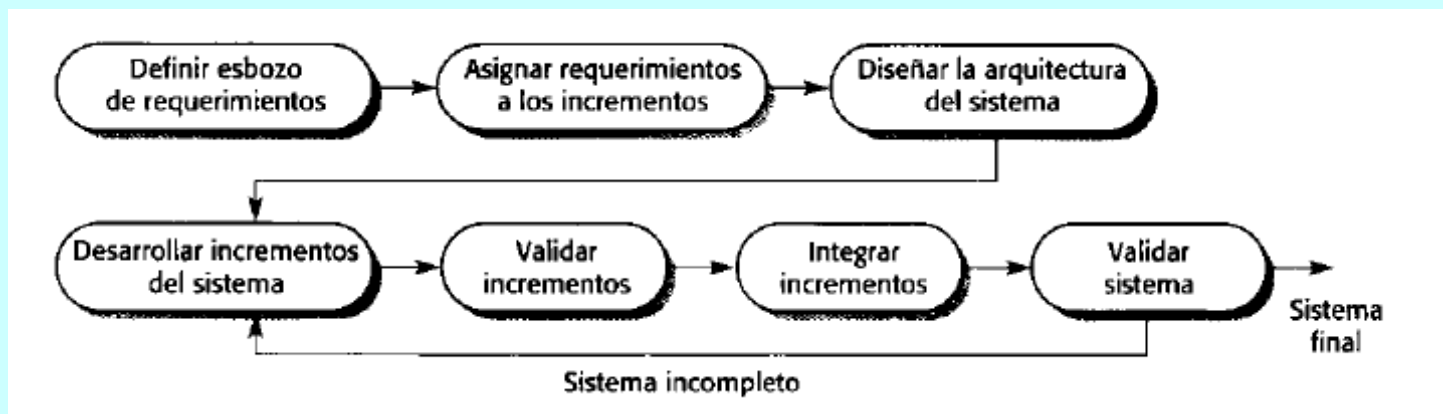 Definir esbozo
de requerimientos
Asignar requerimientos
a los incrementos
Diseñar la arquitectura
del sistema
Desarrollar incrementos
del sistema
Validar
incrementos
Integrar
incrementos
Validar
sistema
Sistema
final
Sistema incompleto